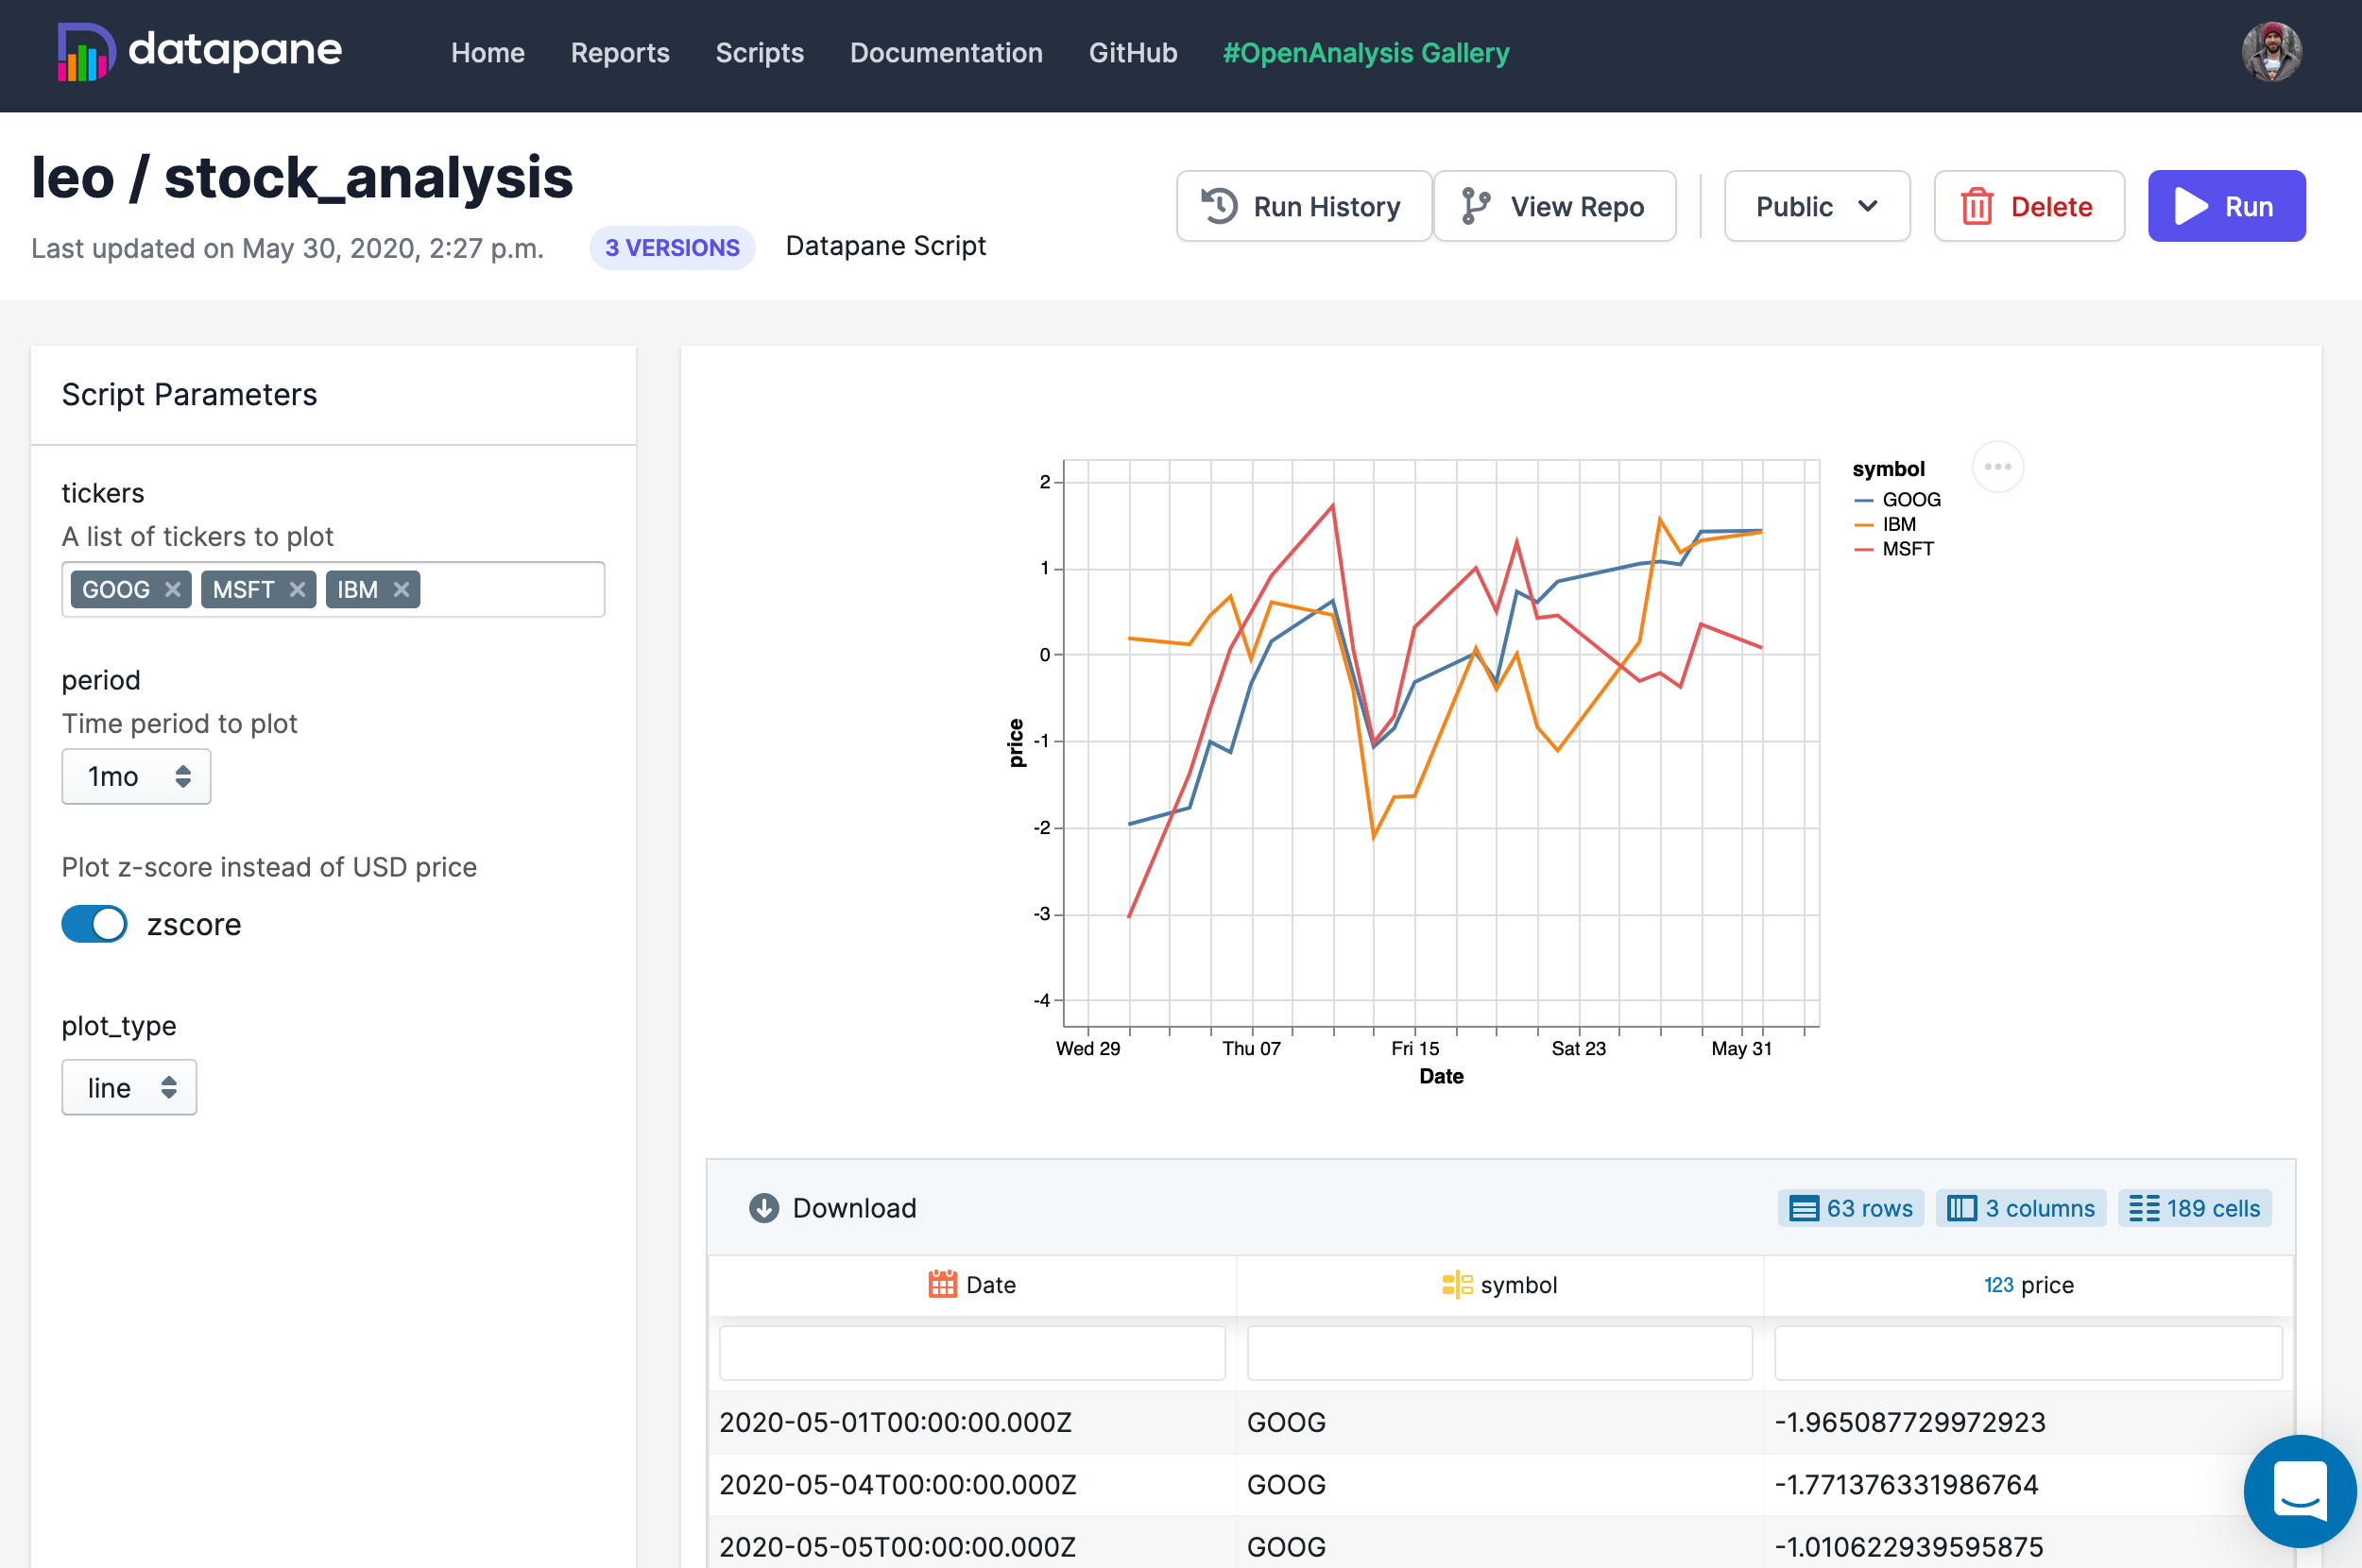 datapane
Home Reports Scripts Documentation GitHub #OpenAnalysis Gallery
leo / stock_analysis
Last updated on May 30, 2020, 2:27 p.m. 3 VERSIONS Datapane Script
Run History View Repo Public Delete Run
Script Parameters
tickers
A list of tickers to plot
GOOG MSFT IBM
period
Time period to plot
1mo
Plot z-score instead of USD price
zscore
plot_type
line
symbol
GOOG
IBM
MSFT
2
1
0
-1
-2
-3
-4
price
Wed 29 Thu 07 Fri 15 Sat 23 May 31
Date
Download 63 rows 3 columns 189 cells
Date symbol 123 price
2020-05-01T00:00:00.000Z GOOG -1.965087729972923
2020-05-04T00:00:00.000Z GOOG -1.771376331986764
2020-05-05T00:00:00.000Z GOOG -1.010622939595875